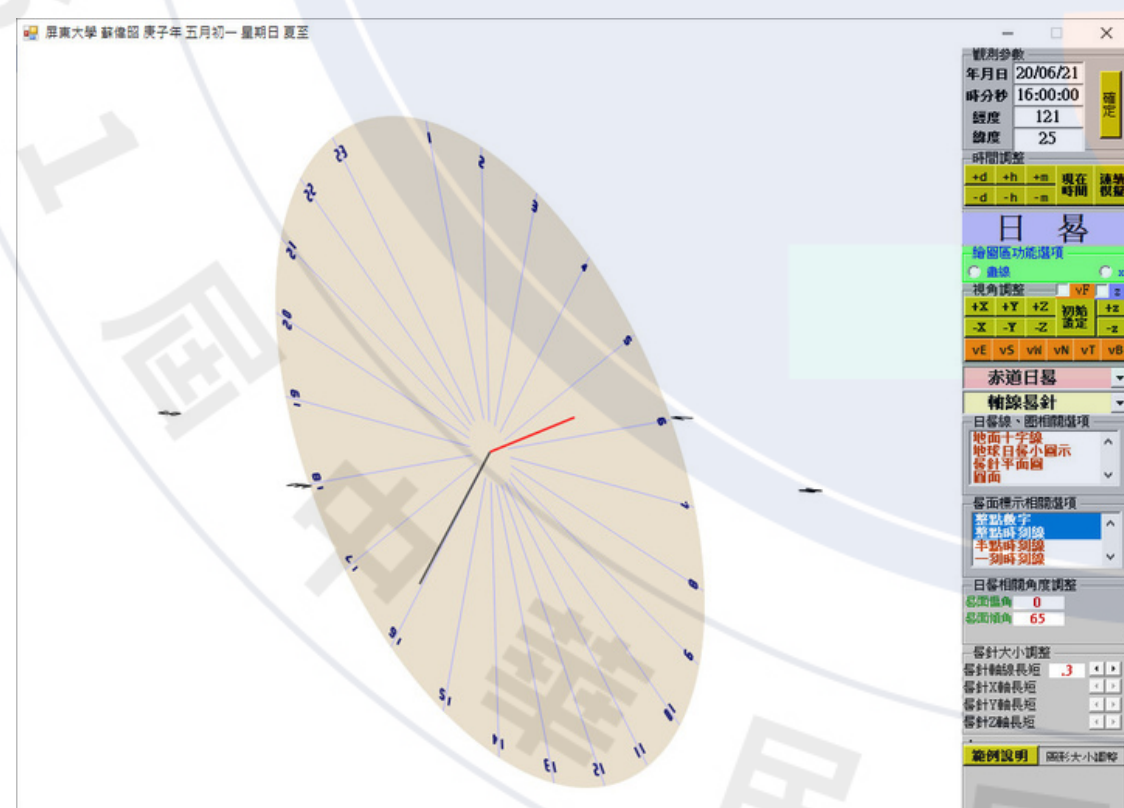 屏東大學 蘇偉昭 庚子年 五月初一 星期日 夏至
觀測參數
年月日 20/06/21
時分秒 16:00:00
經度 121
緯度 25
確定
時間調整
+d +h +m 現在時間
-d -h -m
日 晷
繪圖區功能選項
曲線
視角調整 vF z
+X +Y +Z 初始設定 +z
-X -Y -Z -z
vE vS vW vN vT vB
赤道日晷
軸線晷針
日晷線、圈相關選項
地面十字線
地球日晷小圖示
晷針平面圖
圓面
晷面標示相關選項
整點數字
整點時刻線
半點時刻線
一刻時刻線
日晷相關角度調整
晷面偏角 0
晷面傾角 65
晷針大小調整
晷針軸線長短 .3
晷針X軸長短
晷針Y軸長短
晷針Z軸長短
範例說明 圖形大小調整
1
2
3
4
5
6
7
8
9
10
11
12
13
14
15
16
17
18
19
20
21
22
23